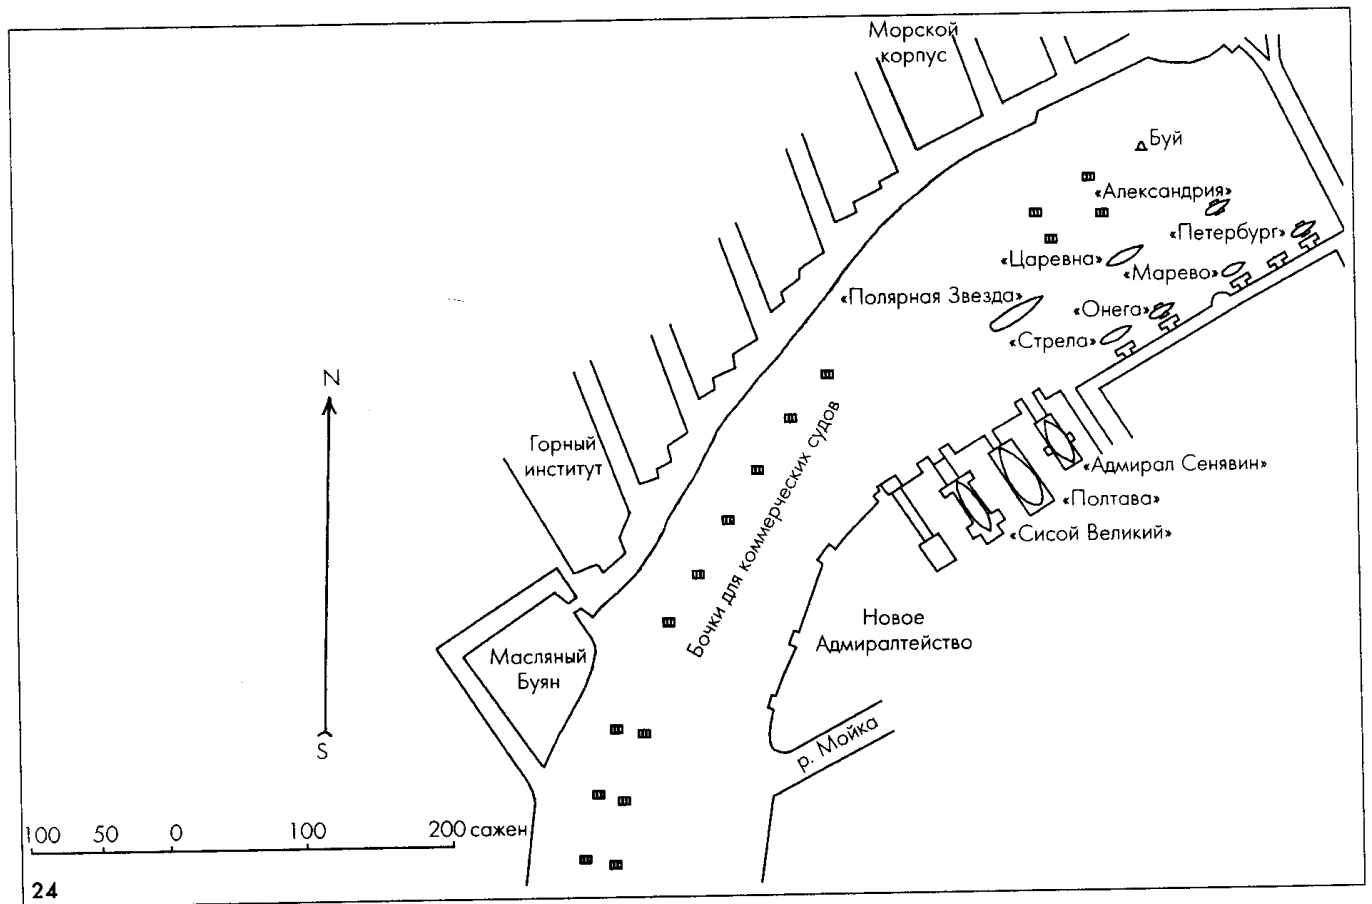 Морской
корпус
Буй
«Александрия»
«Петербург»
«Царевна»
«Марево»
«Полярная Звезда»
«Онега»
«Стрела»
N
Горный
институт
Бочки для коммерческих судов
«Адмирал Сенявин»
«Полтава»
«Сисой Великий»
Новое
Адмиралтейство
Масляный
Буян
р. Мойка
S
100 50 0 100 200 сажен
24